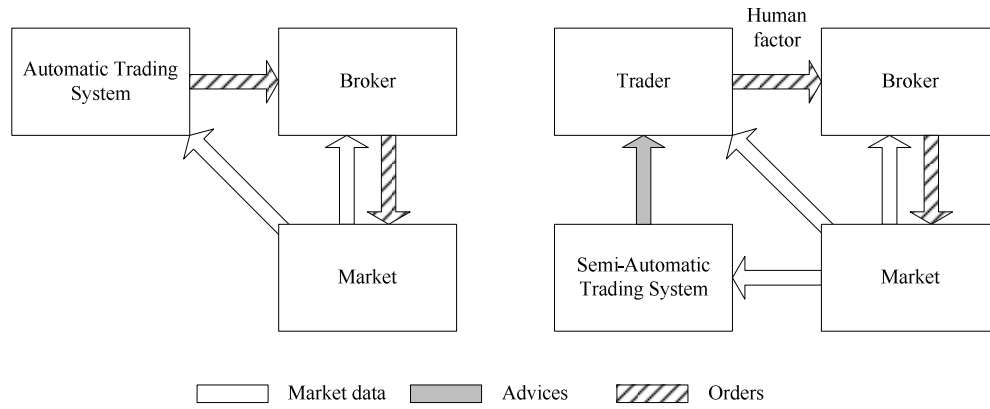 Human
factor
Automatic Trading
System
Broker
Trader
Broker
Market
Semi-Automatic
Trading System
Market
Market data
Advices
Orders